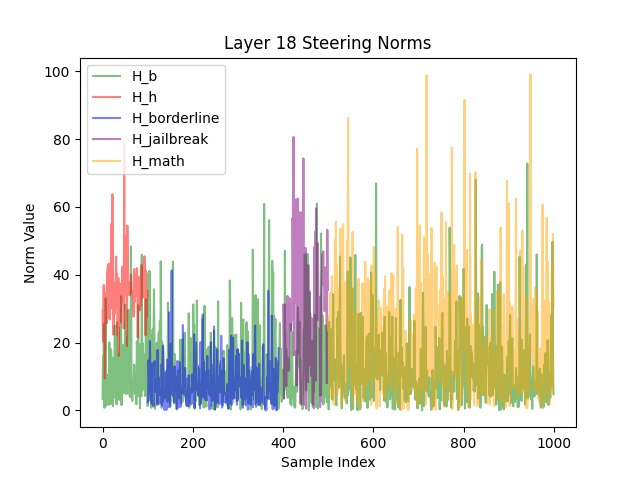 Layer 18 Steering Norms
H_b
H_h
H_borderline
H_jailbreak
H_math
Norm Value
100
80
60
40
20
0
0
200
400
600
800
1000
Sample Index